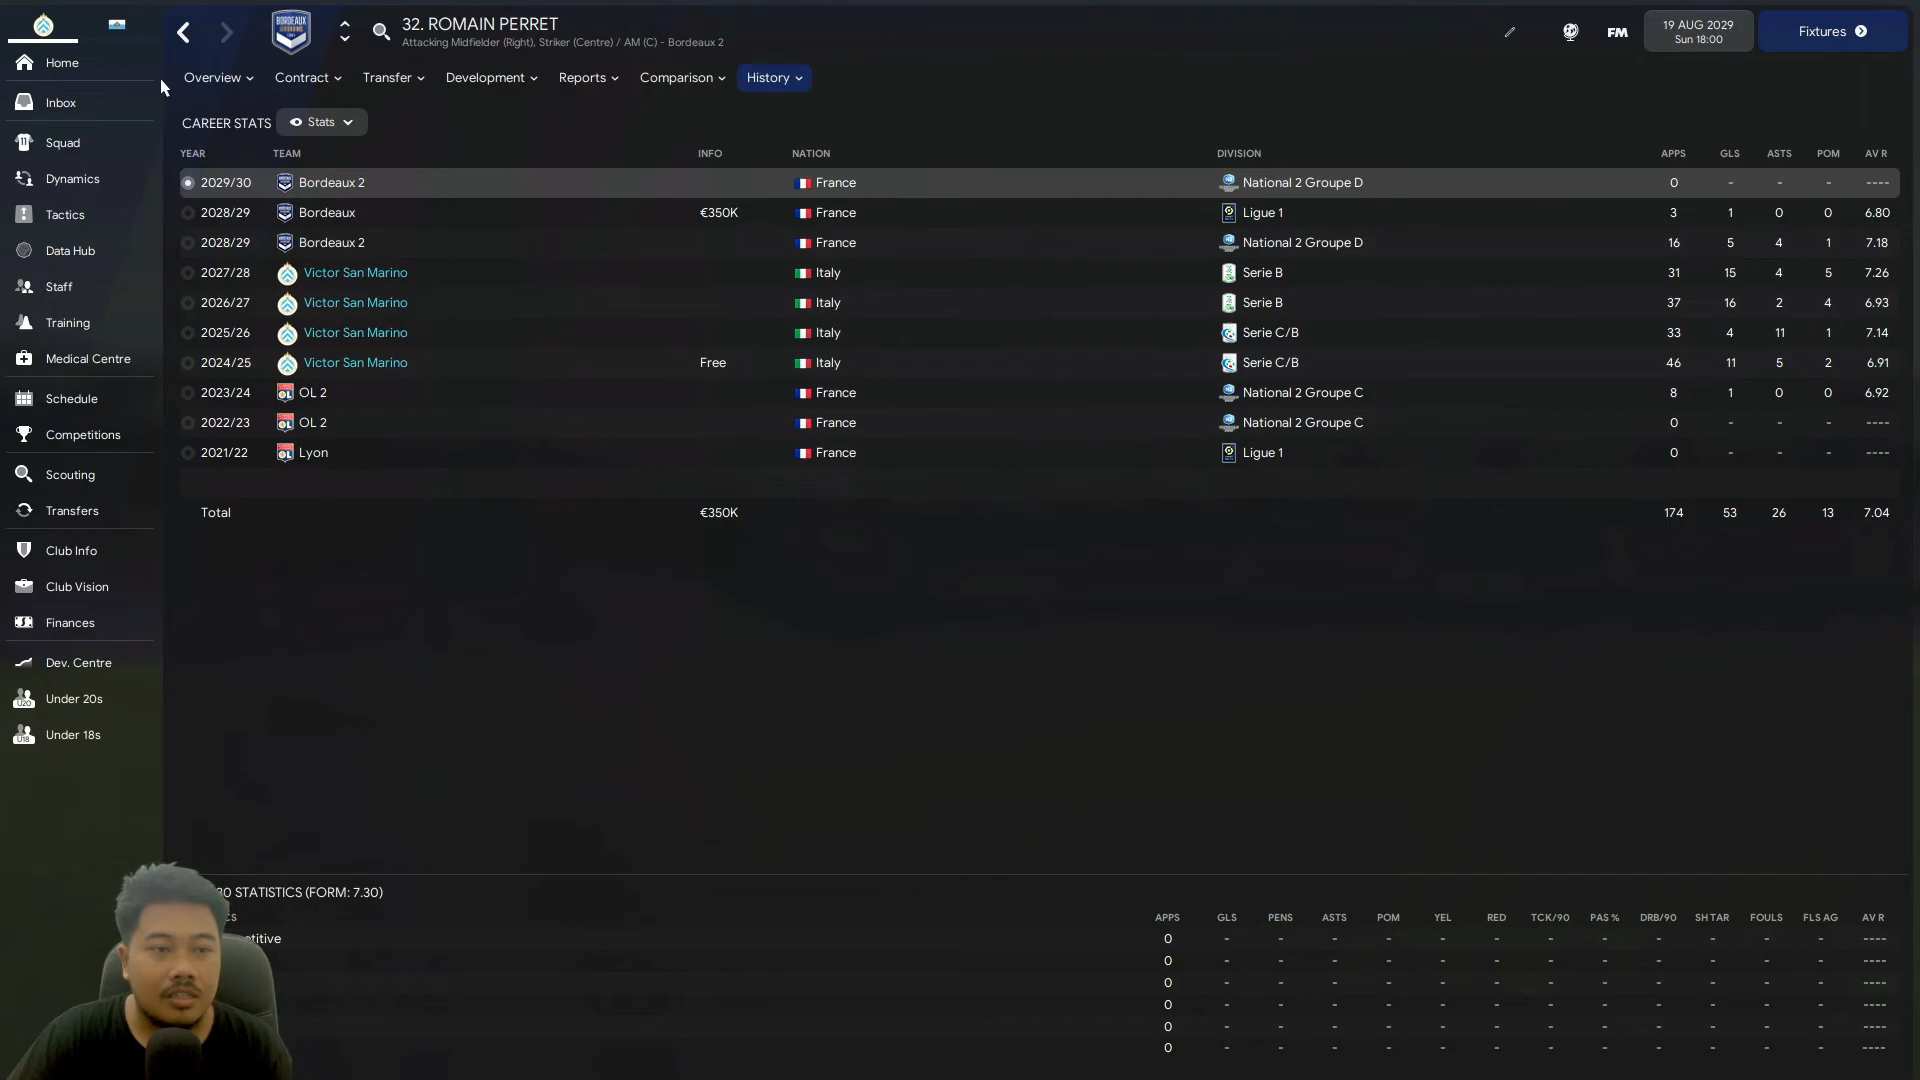 32. ROMAIN PERRET
Attacking Midfielder (Right), Striker (Centre) / AM (C) - Bordeaux 2
FM
19 AUG 2029
Sun 18:00
Fixtures
Home
Inbox
Squad
Dynamics
Tactics
Data Hub
Staff
Training
Medical Centre
Schedule
Competitions
Scouting
Transfers
Club Info
Club Vision
Finances
Dev. Centre
Under 20s
Under 18s
Overview Contract Transfer Development Reports Comparison History
CAREER STATS Stats
YEAR TEAM INFO NATION DIVISION APPS GLS ASTS POM AV R
2029/30 Bordeaux 2 France National 2 Groupe D 0 - - - ----
2028/29 Bordeaux €350K France Ligue 1 3 1 0 0 6.80
2028/29 Bordeaux 2 France National 2 Groupe D 16 5 4 1 7.18
2027/28 Victor San Marino Italy Serie B 31 15 4 5 7.26
2026/27 Victor San Marino Italy Serie B 37 16 2 4 6.93
2025/26 Victor San Marino Italy Serie C/B 33 4 11 1 7.14
2024/25 Victor San Marino Free Italy Serie C/B 46 11 5 2 6.91
2023/24 OL 2 France National 2 Groupe C 8 1 0 0 6.92
2022/23 OL 2 France National 2 Groupe C 0 - - - ----
2021/22 Lyon France Ligue 1 0 - - - ----
Total €350K 174 53 26 13 7.04
STATISTICS (FORM: 7.30)
APPS GLS PENS ASTS POM YEL RED TCK/90 PAS % DRB/90 SH TAR FOULS FLS AG AV R
0 - - - - - - - - - - - - ----
0 - - - - - - - - - - - - ----
0 - - - - - - - - - - - - ----
0 - - - - - - - - - - - - ----
0 - - - - - - - - - - - - ----
0 - - - - - - - - - - - - ----